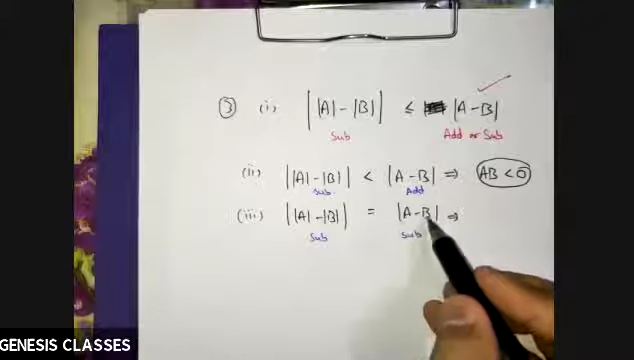 ③ (i) ||A| - |B|| ≤ |A - B| ✓
Sub Add or Sub
(ii) ||A| - |B|| < |A - B| ⇒ AB < 0
Sub Add
(iii) ||A| - |B|| = |A - B| ⇒
Sub Sub
GENESIS CLASSES